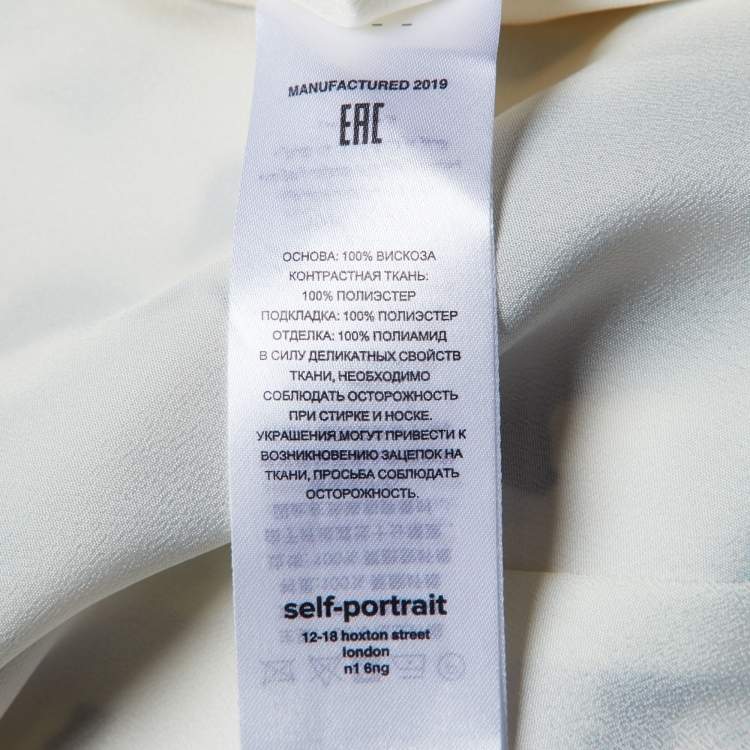 MANUFACTURED 2019
EAC
ОСНОВА: 100% ВИСКОЗА
КОНТРАСТНАЯ ТКАНЬ:
100% ПОЛИЭСТЕР
ПОДКЛАДКА: 100% ПОЛИЭСТЕР
ОТДЕЛКА: 100% ПОЛИАМИД
В СИЛУ ДЕЛИКАТНЫХ СВОЙСТВ
ТКАНИ, НЕОБХОДИМО
СОБЛЮДАТЬ ОСТОРОЖНОСТЬ
ПРИ СТИРКЕ И НОСКЕ.
УКРАШЕНИЯ МОГУТ ПРИВЕСТИ К
ВОЗНИКНОВЕНИЮ ЗАЦЕПОК НА
ТКАНИ, ПРОСЬБА СОБЛЮДАТЬ
ОСТОРОЖНОСТЬ.
self-portrait
12-18 hoxton street
london
n1 6ng